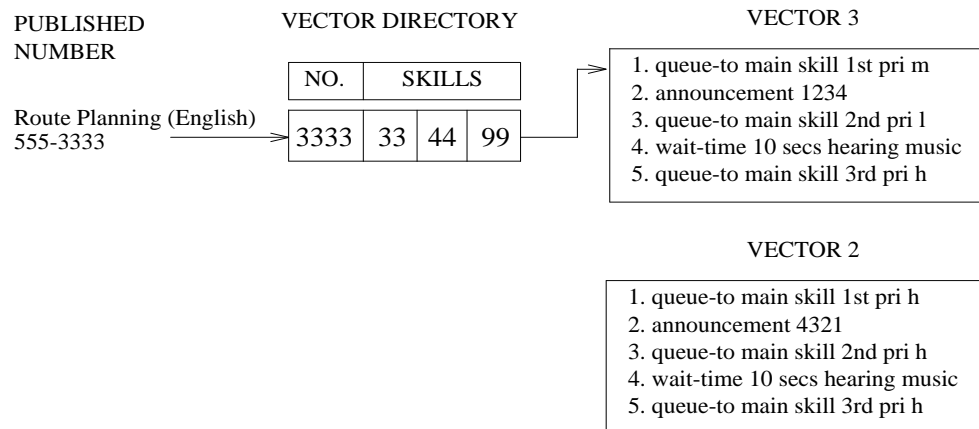 PUBLISHED
NUMBER
VECTOR DIRECTORY
NO. SKILLS
Route Planning (English)
555-3333
3333 33 44 99
VECTOR 3
1. queue-to main skill 1st pri m
2. announcement 1234
3. queue-to main skill 2nd pri l
4. wait-time 10 secs hearing music
5. queue-to main skill 3rd pri h
VECTOR 2
1. queue-to main skill 1st pri h
2. announcement 4321
3. queue-to main skill 2nd pri h
4. wait-time 10 secs hearing music
5. queue-to main skill 3rd pri h